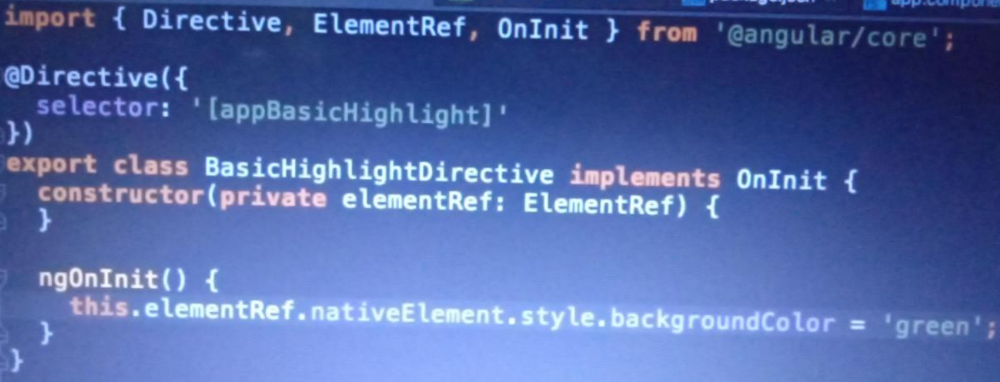 import { Directive, ElementRef, OnInit } from '@angular/core';
@Directive({
  selector: '[appBasicHighlight]'
})
export class BasicHighlightDirective implements OnInit {
  constructor(private elementRef: ElementRef) {
  }
  ngOnInit() {
    this.elementRef.nativeElement.style.backgroundColor = 'green';
  }
}